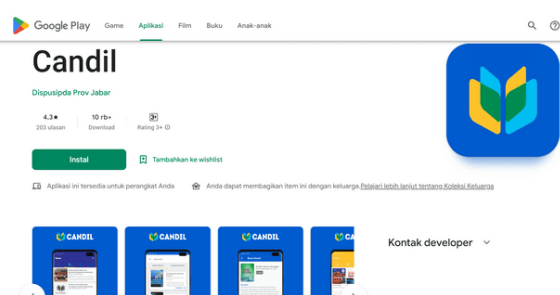 Google Play Game Aplikasi Film Buku Anak-anak
Candil
Dispusipda Prov Jabar
4,3★ 10 rb+ 3+
203 ulasan Download Rating 3+
Instal Tambahkan ke wishlist
Aplikasi ini tersedia untuk perangkat Anda Anda dapat membagikan item ini dengan keluarga. Pelajari lebih lanjut tentang Koleksi Keluarga
CANDIL CANDIL CANDIL CANDIL
Kontak developer